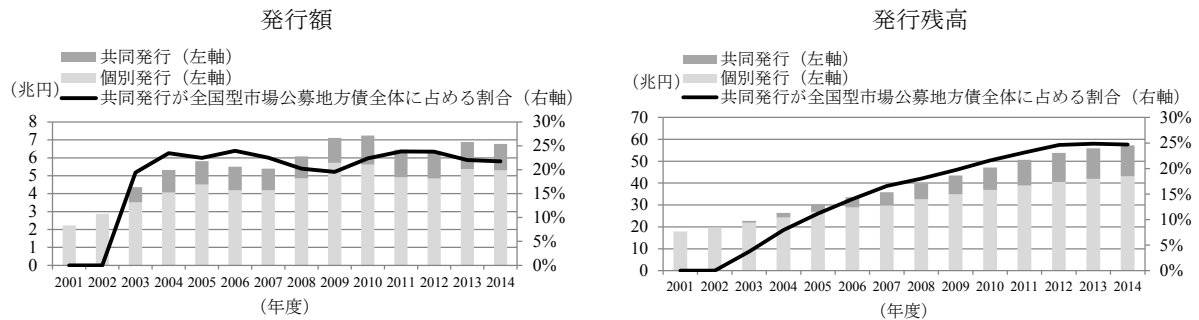 発行額
共同発行（左軸）
個別発行（左軸）
共同発行が全国型市場公募地方債全体に占める割合（右軸）
（兆円）
8
7
6
5
4
3
2
1
0
30%
25%
20%
15%
10%
5%
0%
2001 2002 2003 2004 2005 2006 2007 2008 2009 2010 2011 2012 2013 2014
（年度）
発行残高
共同発行（左軸）
個別発行（左軸）
共同発行が全国型市場公募地方債全体に占める割合（右軸）
（兆円）
70
60
50
40
30
20
10
0
30%
25%
20%
15%
10%
5%
0%
2001 2002 2003 2004 2005 2006 2007 2008 2009 2010 2011 2012 2013 2014
（年度）